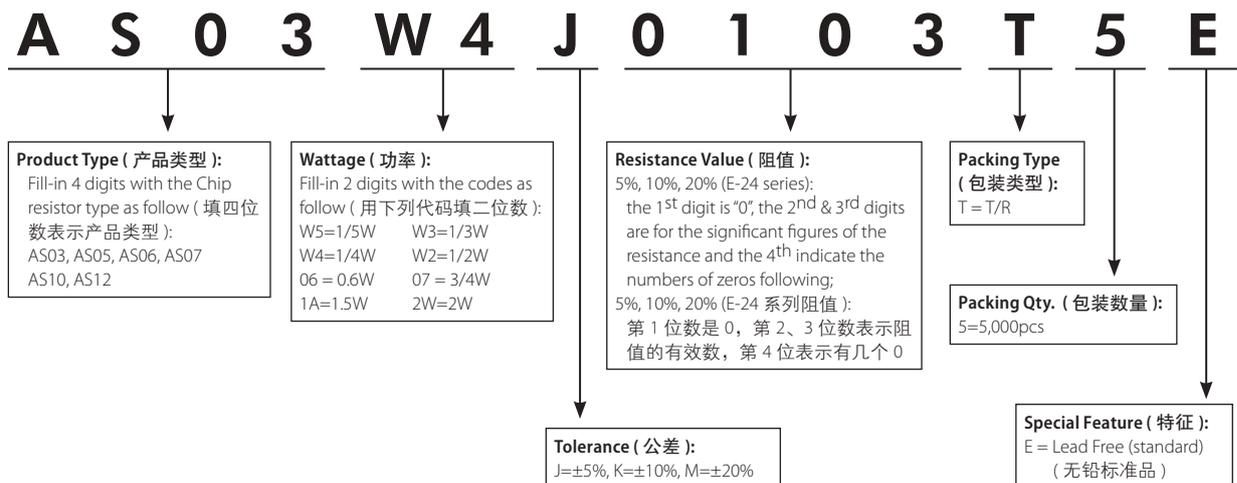 A S 0 3 W 4 J 0 1 0 3 T 5 E
Product Type ( 产品类型 ):
Fill-in 4 digits with the Chip
resistor type as follow ( 填四位
数表示产品类型 ):
AS03, AS05, AS06, AS07
AS10, AS12
Wattage ( 功率 ):
Fill-in 2 digits with the codes as
follow ( 用下列代码填二位数 ):
W5=1/5W W3=1/3W
W4=1/4W W2=1/2W
06 = 0.6W 07 = 3/4W
1A=1.5W 2W=2W
Resistance Value ( 阻值 ):
5%, 10%, 20% (E-24 series):
the 1st digit is “0”, the 2nd & 3rd digits
are for the significant figures of the
resistance and the 4th indicate the
numbers of zeros following;
5%, 10%, 20% (E-24 系列阻值 ):
第 1 位数是 0，第 2、3 位数表示阻
值的有效数，第 4 位表示有几个 0
Packing Type
( 包装类型 ):
T = T/R
Packing Qty. ( 包装数量 ):
5=5,000pcs
Tolerance ( 公差 ):
J=±5%, K=±10%, M=±20%
Special Feature ( 特征 ):
E = Lead Free (standard)
( 无铅标准品 )